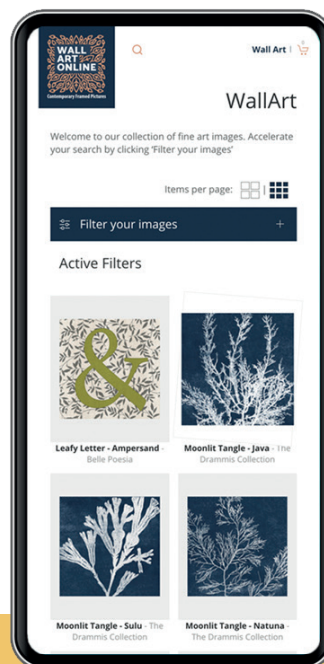 WALL
ART
ONLINE
Contemporary Framed Pictures
Wall Art | 0
WallArt
Welcome to our collection of fine art images. Accelerate
your search by clicking 'Filter your images'
Items per page: |
Filter your images +
Active Filters
&
Leafy Letter - Ampersand -
Belle Poesia
Moonlit Tangle - Java - The
Drammis Collection
Moonlit Tangle - Sulu - The
Drammis Collection
Moonlit Tangle - Natuna -
The Drammis Collection